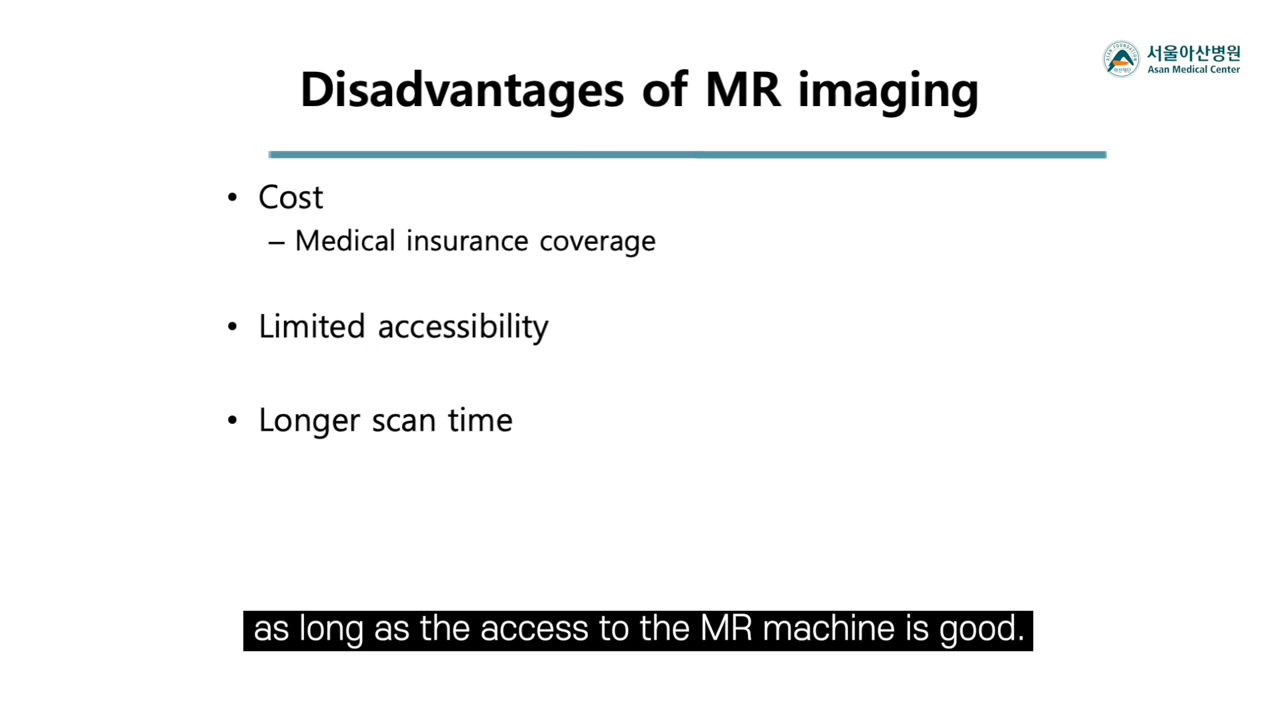 서울아산병원
Asan Medical Center
Disadvantages of MR imaging
• Cost
– Medical insurance coverage
• Limited accessibility
• Longer scan time
as long as the access to the MR machine is good.